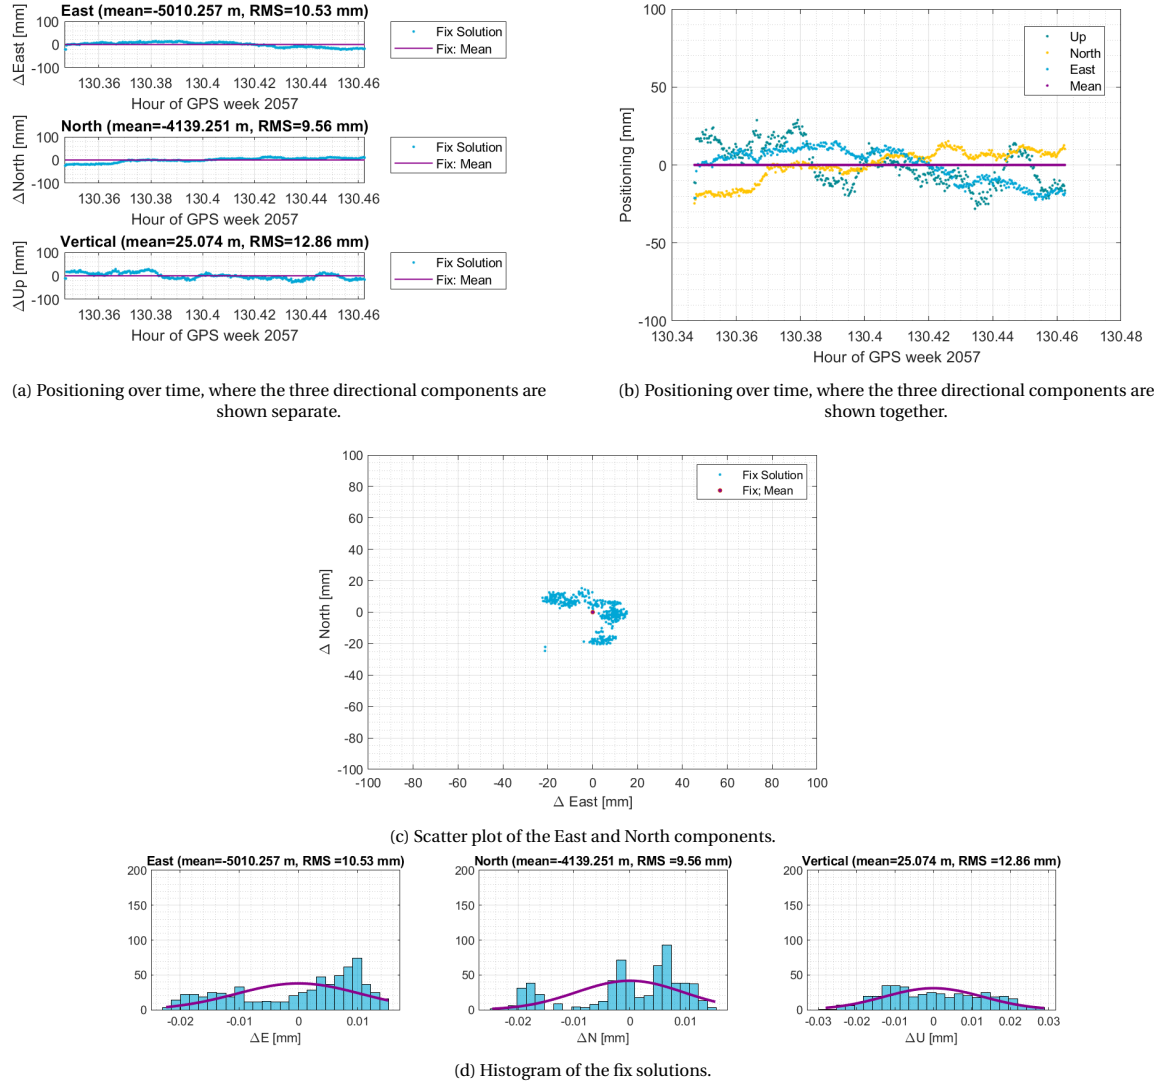 East (mean=-5010.257 m, RMS=10.53 mm)
ΔEast [mm]
100
0
-100
130.36 130.38 130.4 130.42 130.44 130.46
Hour of GPS week 2057
Fix Solution
Fix: Mean
North (mean=-4139.251 m, RMS=9.56 mm)
ΔNorth [mm]
100
0
-100
130.36 130.38 130.4 130.42 130.44 130.46
Hour of GPS week 2057
Fix Solution
Fix: Mean
Vertical (mean=25.074 m, RMS=12.86 mm)
ΔUp [mm]
100
0
-100
130.36 130.38 130.4 130.42 130.44 130.46
Hour of GPS week 2057
Fix Solution
Fix: Mean
(a) Positioning over time, where the three directional components are
shown separate.
Positioning [mm]
100
50
0
-50
-100
130.34 130.36 130.38 130.4 130.42 130.44 130.46 130.48
Hour of GPS week 2057
Up
North
East
Mean
(b) Positioning over time, where the three directional components are
shown together.
Δ North [mm]
100
80
60
40
20
0
-20
-40
-60
-80
-100
-100 -80 -60 -40 -20 0 20 40 60 80 100
Δ East [mm]
Fix Solution
Fix; Mean
(c) Scatter plot of the East and North components.
East (mean=-5010.257 m, RMS =10.53 mm)
200
150
100
50
0
-0.02 -0.01 0 0.01
ΔE [mm]
North (mean=-4139.251 m, RMS =9.56 mm)
200
150
100
50
0
-0.02 -0.01 0 0.01
ΔN [mm]
Vertical (mean=25.074 m, RMS =12.86 mm)
200
150
100
50
0
-0.03 -0.02 -0.01 0 0.01 0.02 0.03
ΔU [mm]
(d) Histogram of the fix solutions.